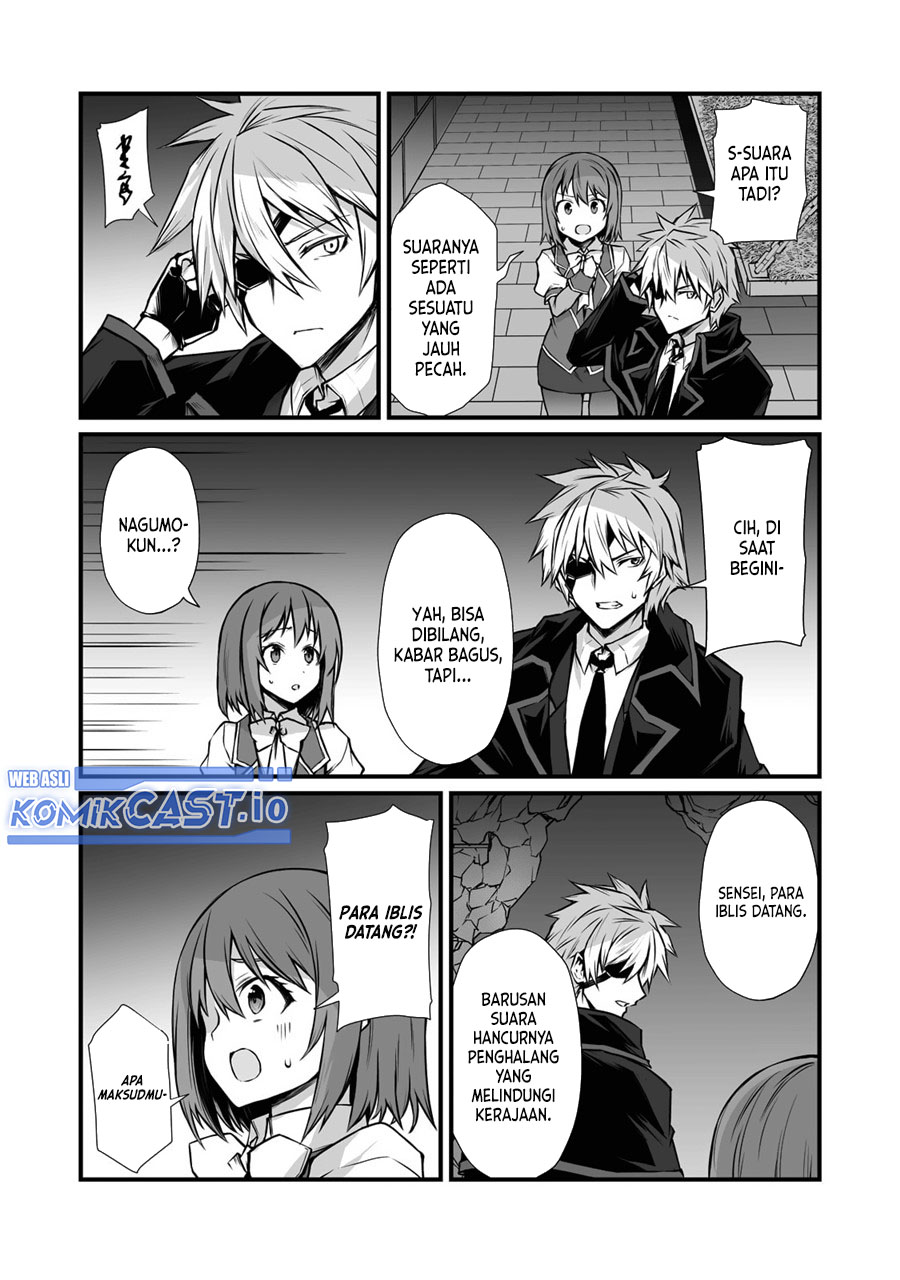 S-SUARA
APA ITU
TADI?
SUARANYA
SEPERTI
ADA
SESUATU
YANG
JAUH
PECAH.
CIH, DI
SAAT
BEGINI-
YAH, BISA
DIBILANG,
KABAR BAGUS,
TAPI...
NAGUMO-
KUN...?
SENSEI, PARA
IBLIS DATANG.
BARUSAN
SUARA
HANCURNYA
PENGHALANG
YANG
MELINDUNGI
KERAJAAN.
PARA IBLIS
DATANG?!
APA
MAKSUDMU-
WEB ASLI
KOMIKCAST.io